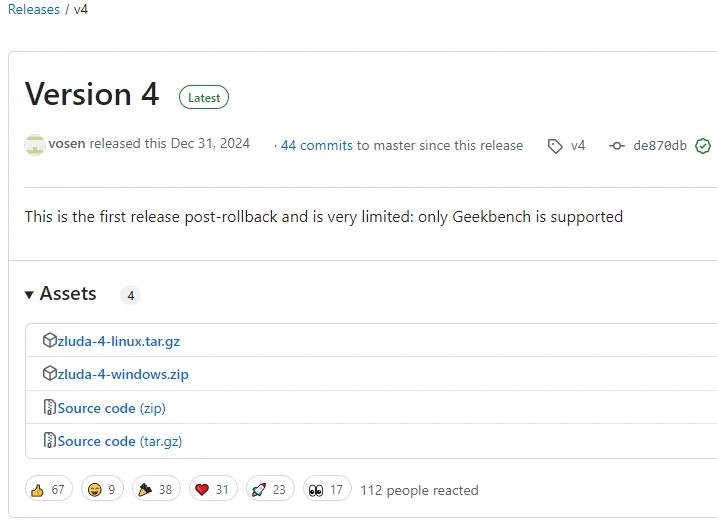 Releases / v4
Version 4 Latest
vosen released this Dec 31, 2024 · 44 commits to master since this release v4 de870db
This is the first release post-rollback and is very limited: only Geekbench is supported
Assets 4
zluda-4-linux.tar.gz
zluda-4-windows.zip
Source code (zip)
Source code (tar.gz)
67 9 38 31 23 17 112 people reacted